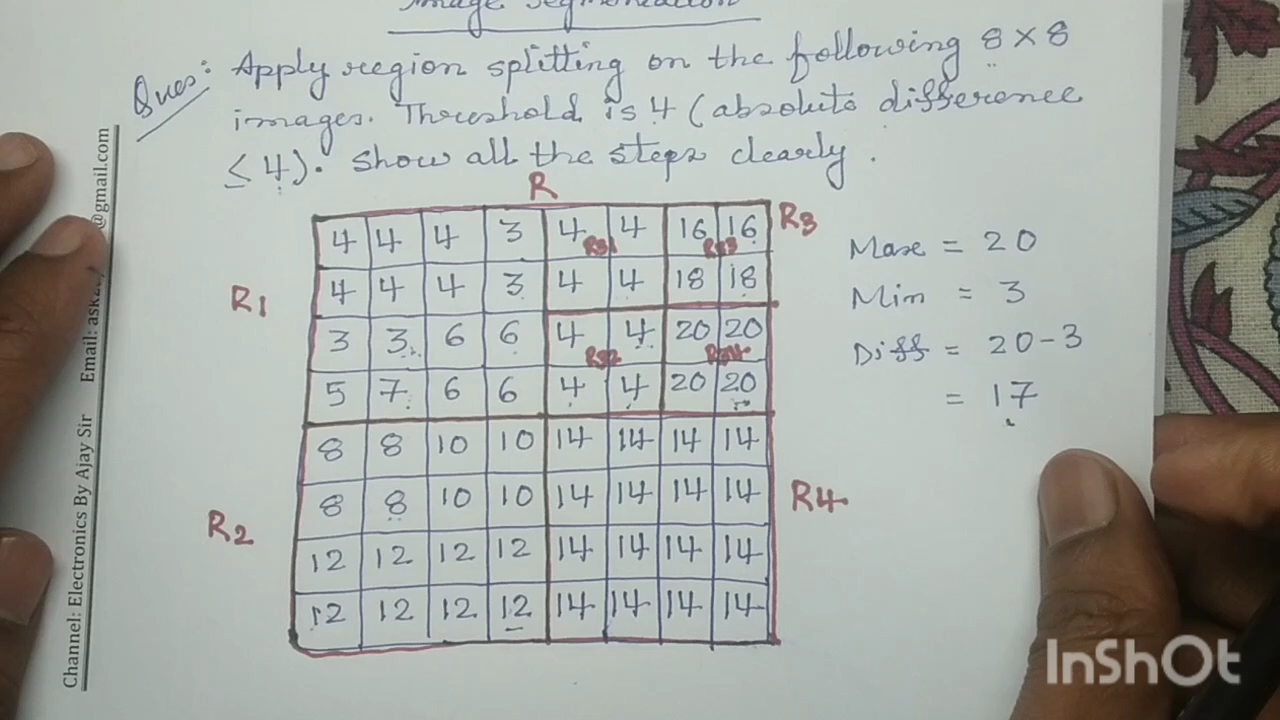 Image Segmentation
Ques: Apply region splitting on the following 8 × 8
images. Threshold is 4 (absolute difference
≤ 4). Show all the steps clearly.
R
4 4 4 3 4 4 16 16
4 4 4 3 4 4 18 18
3 3 6 6 4 4 20 20
5 7 6 6 4 4 20 20
8 8 10 10 14 14 14 14
8 8 10 10 14 14 14 14
12 12 12 12 14 14 14 14
12 12 12 12 14 14 14 14
R1
R2
R3
R4
R31
R32
Max = 20
Min = 3
Diff = 20-3
= 17
Channel: Electronics By Ajay Sir
Email:
@gmail.com
InShOt